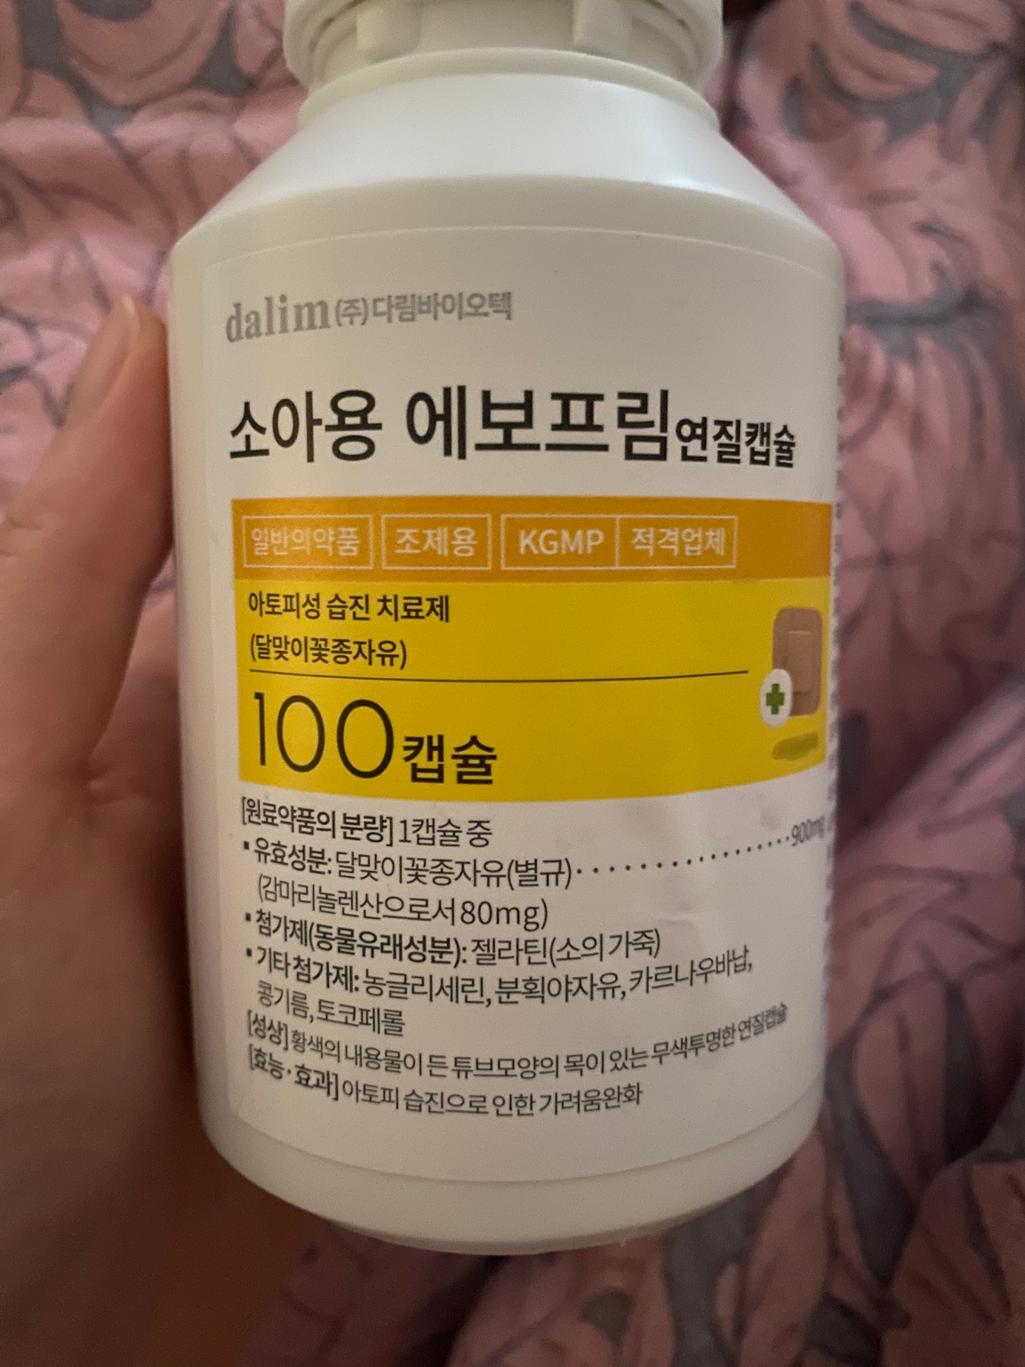 dalim (주)다림바이오텍
소아용 에보프림연질캡슐
일반의약품 조제용 KGMP 적격업체
아토피성 습진 치료제
(달맞이꽃종자유)
100캡슐
[원료약품의 분량] 1캡슐 중
▪유효성분: 달맞이꽃종자유(별규)·················900mg
(감마리놀렌산으로서 80mg)
▪첨가제(동물유래성분): 젤라틴(소의 가죽)
▪기타 첨가제: 농글리세린, 분획야자유, 카르나우바납,
콩기름, 토코페롤
[성상] 황색의 내용물이 든 튜브모양의 목이 있는 무색투명한 연질캡슐
[효능·효과] 아토피 습진으로 인한 가려움완화